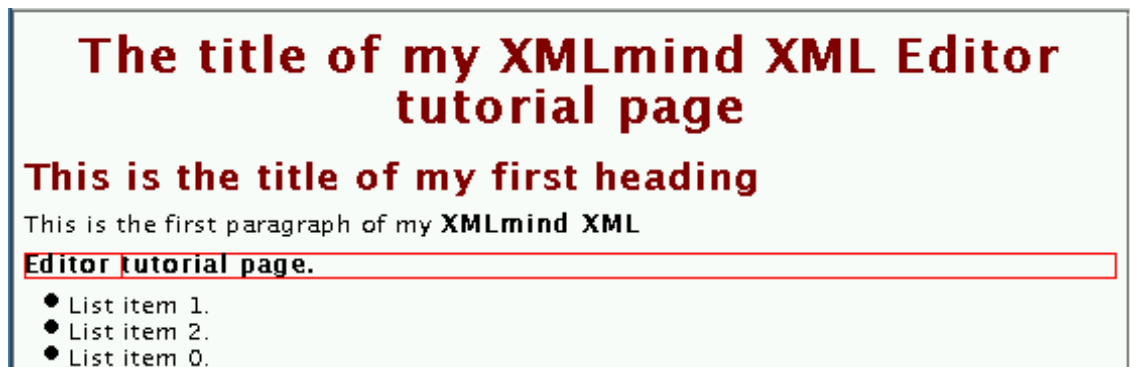 The title of my XMLmind XML Editor
tutorial page
This is the title of my first heading
This is the first paragraph of my XMLmind XML
Editor tutorial page.
List item 1.
List item 2.
List item 0.